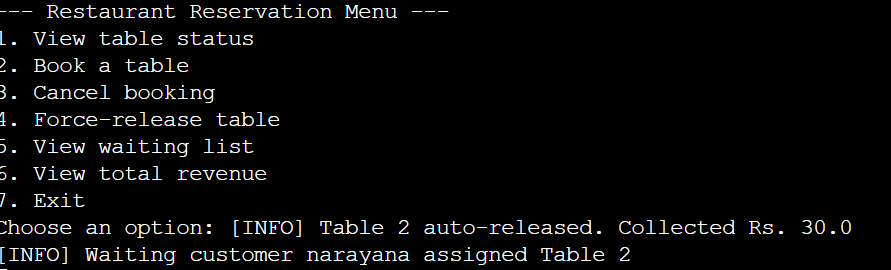 --- Restaurant Reservation Menu ---
1. View table status
2. Book a table
3. Cancel booking
4. Force-release table
5. View waiting list
6. View total revenue
7. Exit
Choose an option: [INFO] Table 2 auto-released. Collected Rs. 30.0
[INFO] Waiting customer narayana assigned Table 2